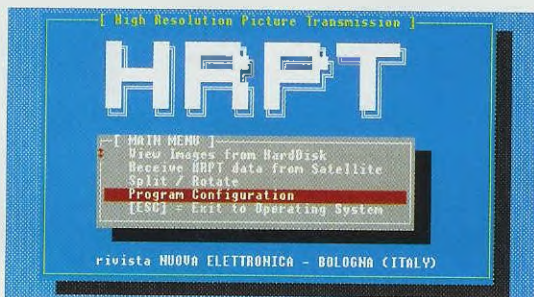 [ High Resolution Picture Transmission ]
HRPT
[ MAIN MENU ]
View Images from HardDisk
Receive HRPT data from Satellite
Split / Rotate
Program Configuration
[ESC] = Exit to Operating System
rivista NUOVA ELETTRONICA - BOLOGNA (ITALY)